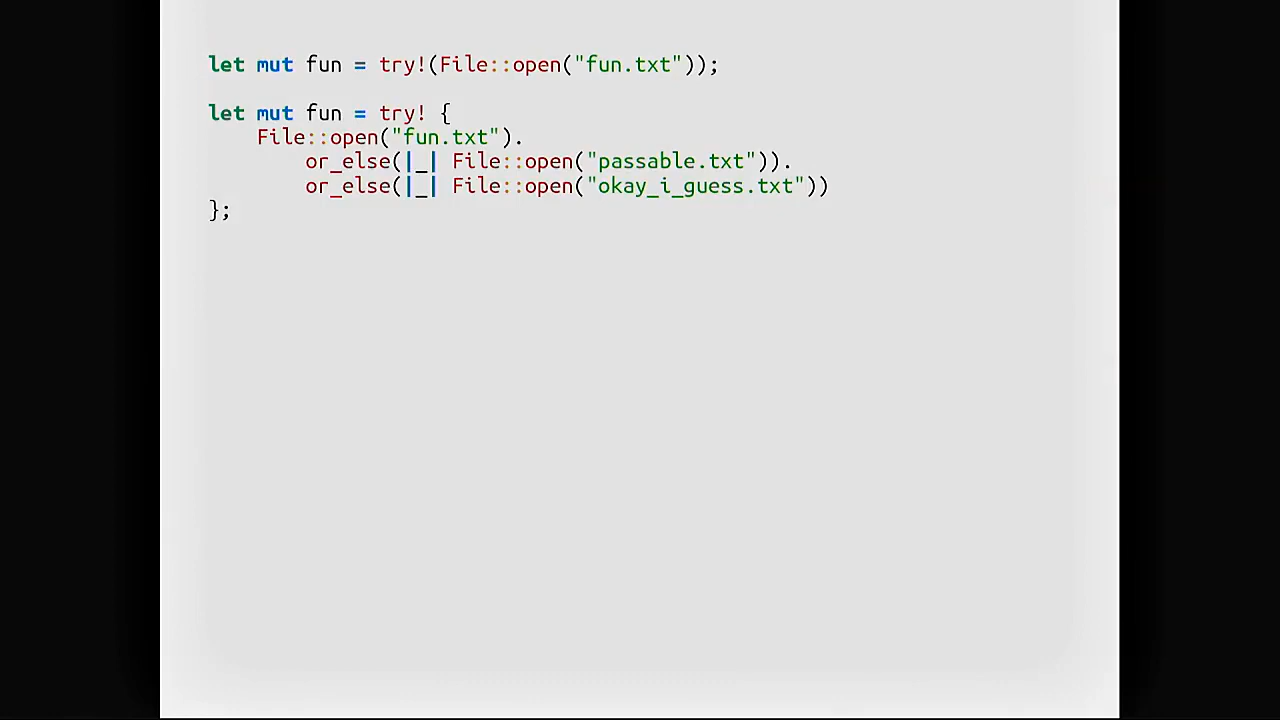 let mut fun = try!(File::open("fun.txt"));
let mut fun = try! {
    File::open("fun.txt").
        or_else(|_| File::open("passable.txt")).
        or_else(|_| File::open("okay_i_guess.txt"))
};